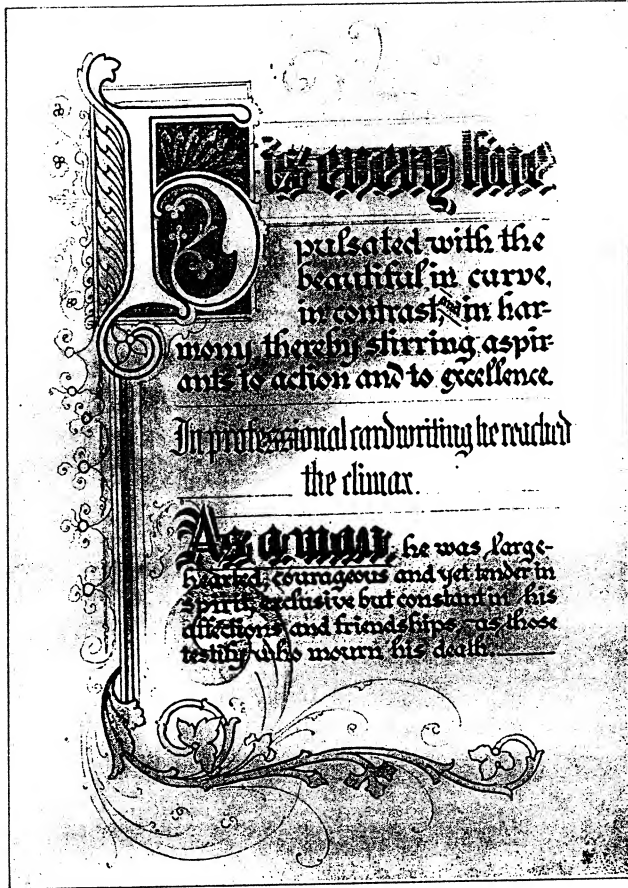 His every line
pulsated with the
beautiful in curve,
in contrast, and in har-
mony, thereby stirring aspir-
ants to action and to excellence.
In professional cardwriting he reached
the climax.
As a man, he was large-
hearted, courageous and yet tender in
spirit, exclusive but constant in his
affections and friendships, as those
testify who mourn his death.